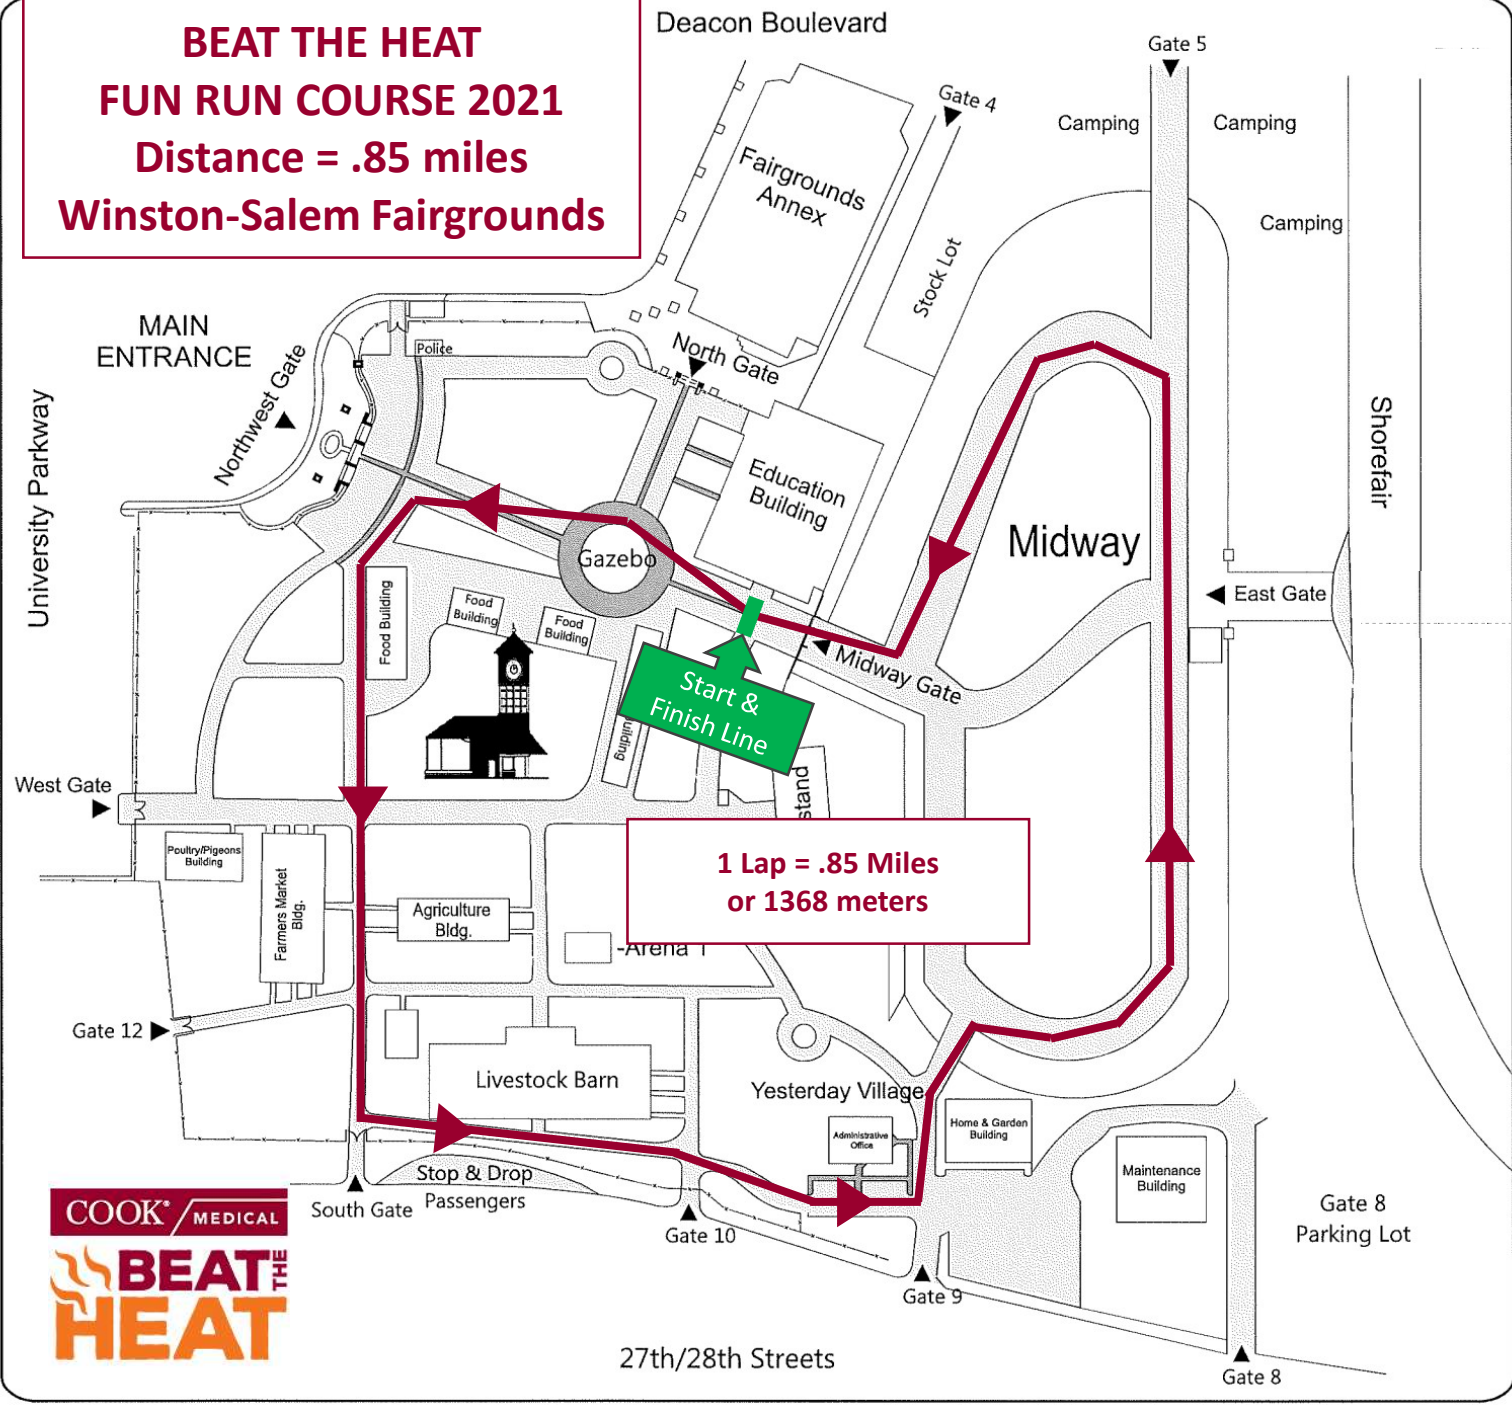 BEAT THE HEAT
FUN RUN COURSE 2021
Distance = .85 miles
Winston-Salem Fairgrounds
Deacon Boulevard
Gate 5
Gate 4
Camping
Camping
Camping
Fairgrounds
Annex
Stock Lot
MAIN
ENTRANCE
Northwest Gate
Police
North Gate
University Parkway
Shorefair
Education
Building
Midway
Gazebo
East Gate
Food Building
Food
Building
Food
Building
Midway Gate
Start &
Finish Line
uilding
stand
West Gate
Poultry/Pigeons
Building
Farmers Market
Bldg.
Agriculture
Bldg.
1 Lap = .85 Miles
or 1368 meters
-Arena 1
Gate 12
Livestock Barn
Yesterday Village
Administrative
Office
Home & Garden
Building
Maintenance
Building
Stop & Drop
Passengers
South Gate
Gate 10
Gate 9
Gate 8
Parking Lot
COOK® MEDICAL
BEAT THE
HEAT
27th/28th Streets
Gate 8